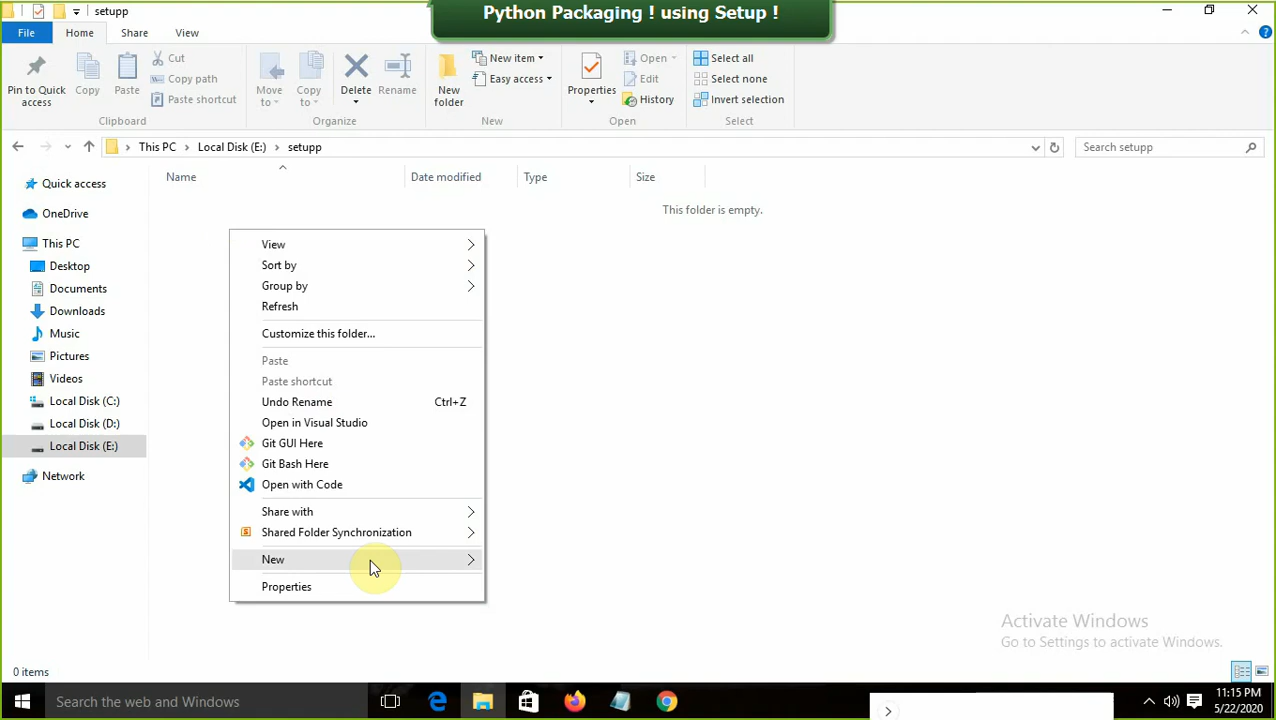 setupp
Python Packaging ! using Setup !
File Home Share View
Pin to Quick access
Copy
Paste
Cut
Copy path
Paste shortcut
Move to
Copy to
Delete
Rename
New folder
New item
Easy access
Properties
Open
Edit
History
Select all
Select none
Invert selection
Clipboard Organize New Open Select
This PC Local Disk (E:) setupp
Search setupp
Name Date modified Type Size
This folder is empty.
Quick access
OneDrive
This PC
Desktop
Documents
Downloads
Music
Pictures
Videos
Local Disk (C:)
Local Disk (D:)
Local Disk (E:)
Network
View
Sort by
Group by
Refresh
Customize this folder...
Paste
Paste shortcut
Undo Rename Ctrl+Z
Open in Visual Studio
Git GUI Here
Git Bash Here
Open with Code
Share with
Shared Folder Synchronization
New
Properties
Activate Windows
Go to Settings to activate Windows.
0 items
Search the web and Windows
11:15 PM
5/22/2020